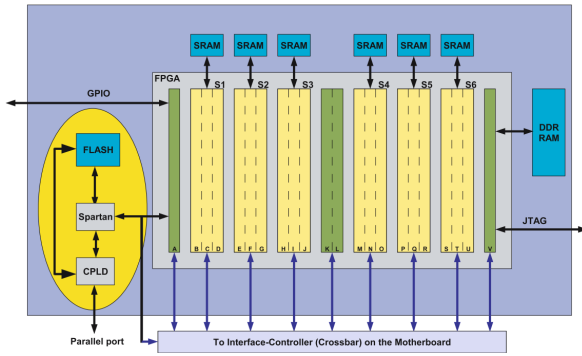 SRAM SRAM SRAM SRAM SRAM SRAM
FPGA
S1 S2 S3 S4 S5 S6
GPIO
FLASH
DDR
RAM
Spartan
JTAG
A B C D E F G H I J K L M N O P Q R S T U V
CPLD
Parallel port
To Interface-Controller (Crossbar) on the Motherboard